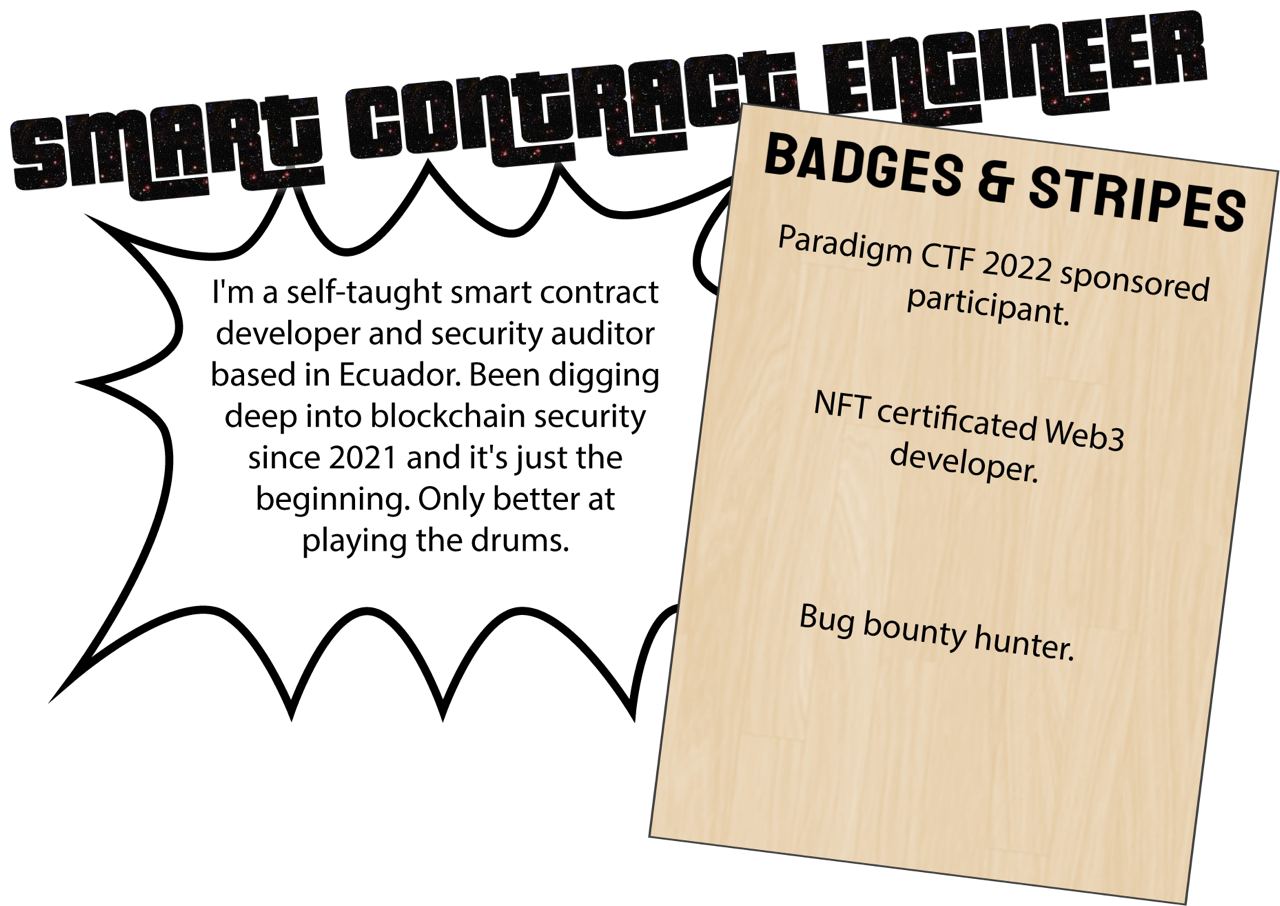 SMART CONTRACT ENGINEER
I'm a self-taught smart contract
developer and security auditor
based in Ecuador. Been digging
deep into blockchain security
since 2021 and it's just the
beginning. Only better at
playing the drums.
BADGES & STRIPES
Paradigm CTF 2022 sponsored
participant.
NFT certificated Web3
developer.
Bug bounty hunter.